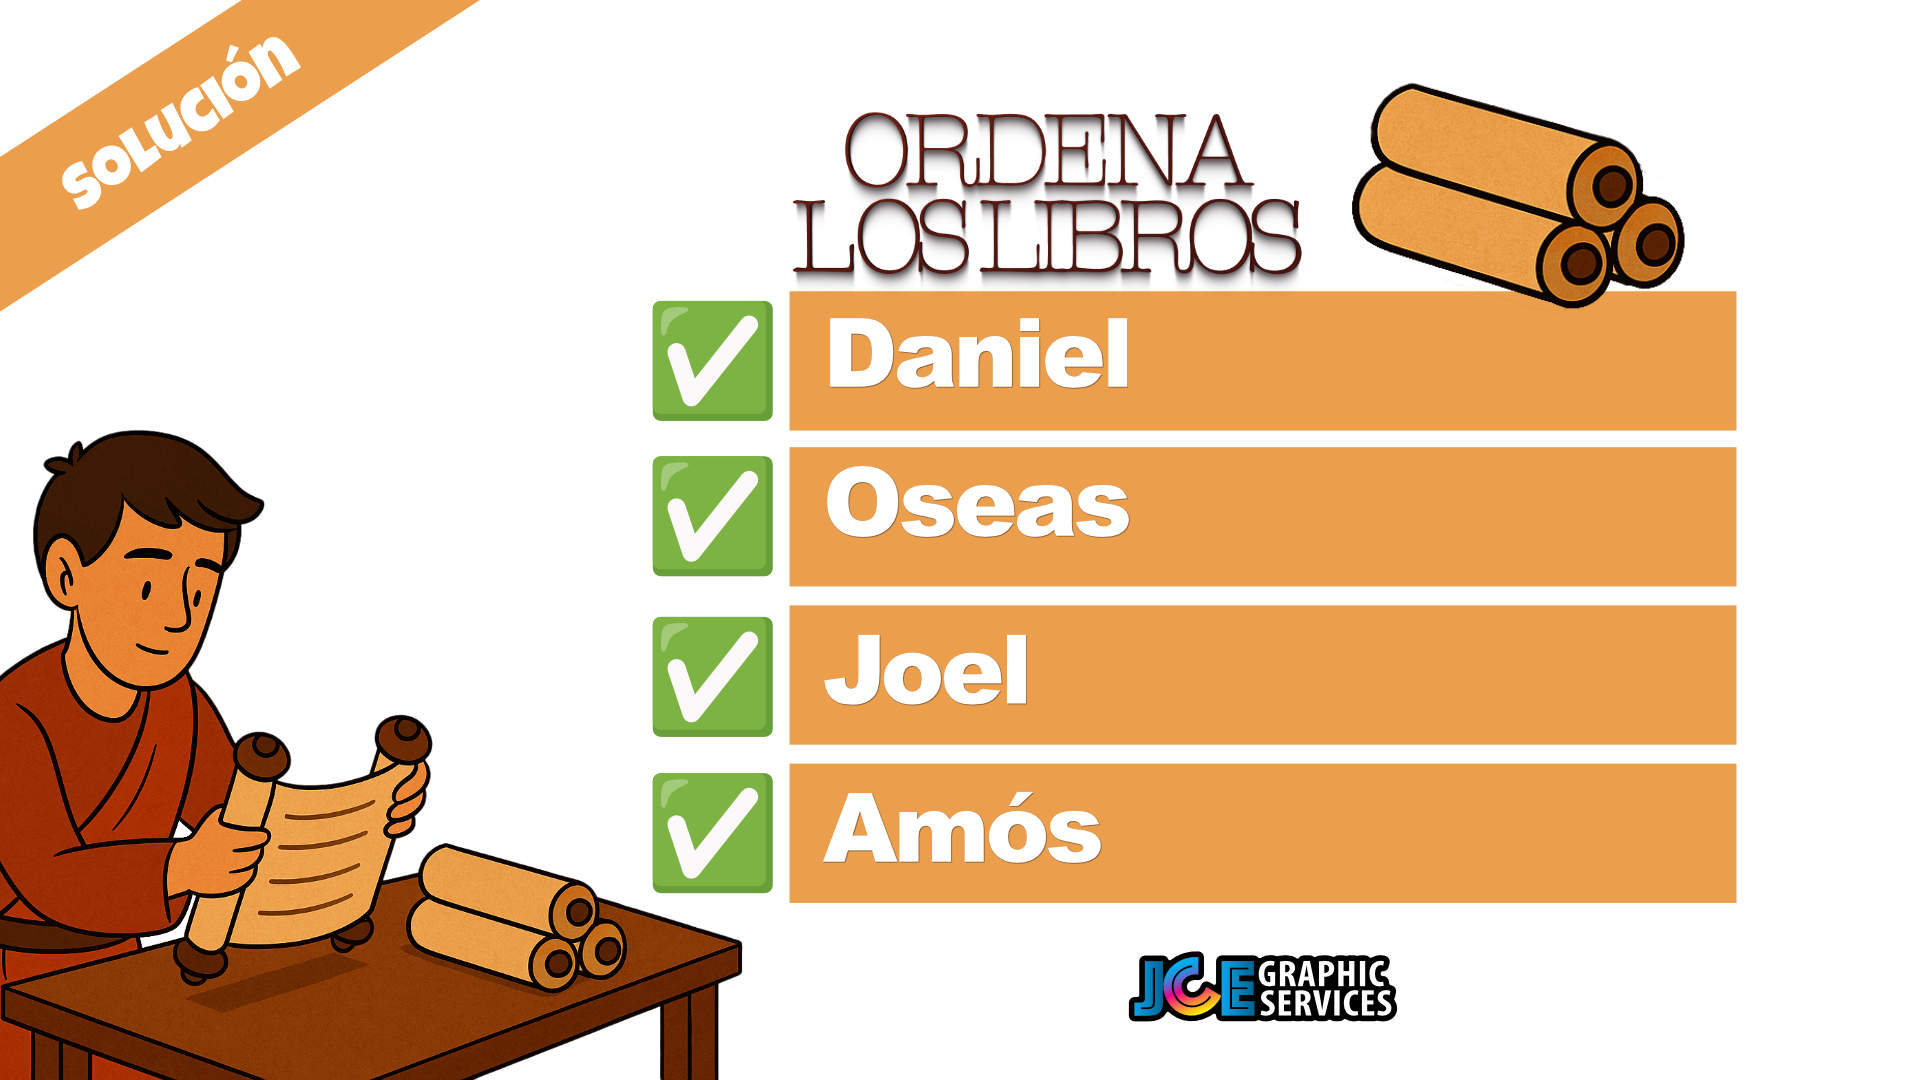 SOLUCIÓN
ORDENA
LOS LIBROS
Daniel
Oseas
Joel
Amós
JCE GRAPHIC
SERVICES